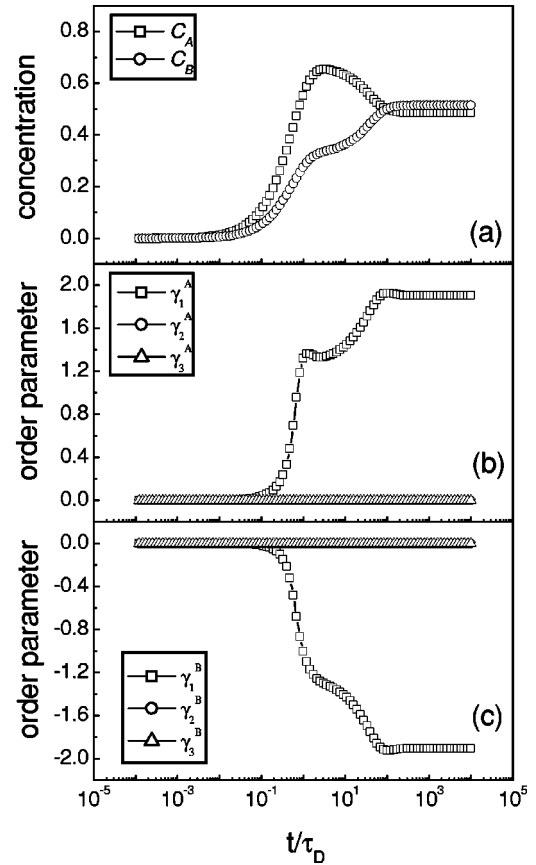 C_A
C_B
0.8
0.6
0.4
0.2
0.0
concentration
(a)
γ_1^A
γ_2^A
γ_3^A
2.0
1.6
1.2
0.8
0.4
0.0
order parameter
(b)
0.0
-0.4
-0.8
-1.2
-1.6
-2.0
order parameter
γ_1^B
γ_2^B
γ_3^B
(c)
10^-5 10^-3 10^-1 10^1 10^3 10^5
t/τ_D